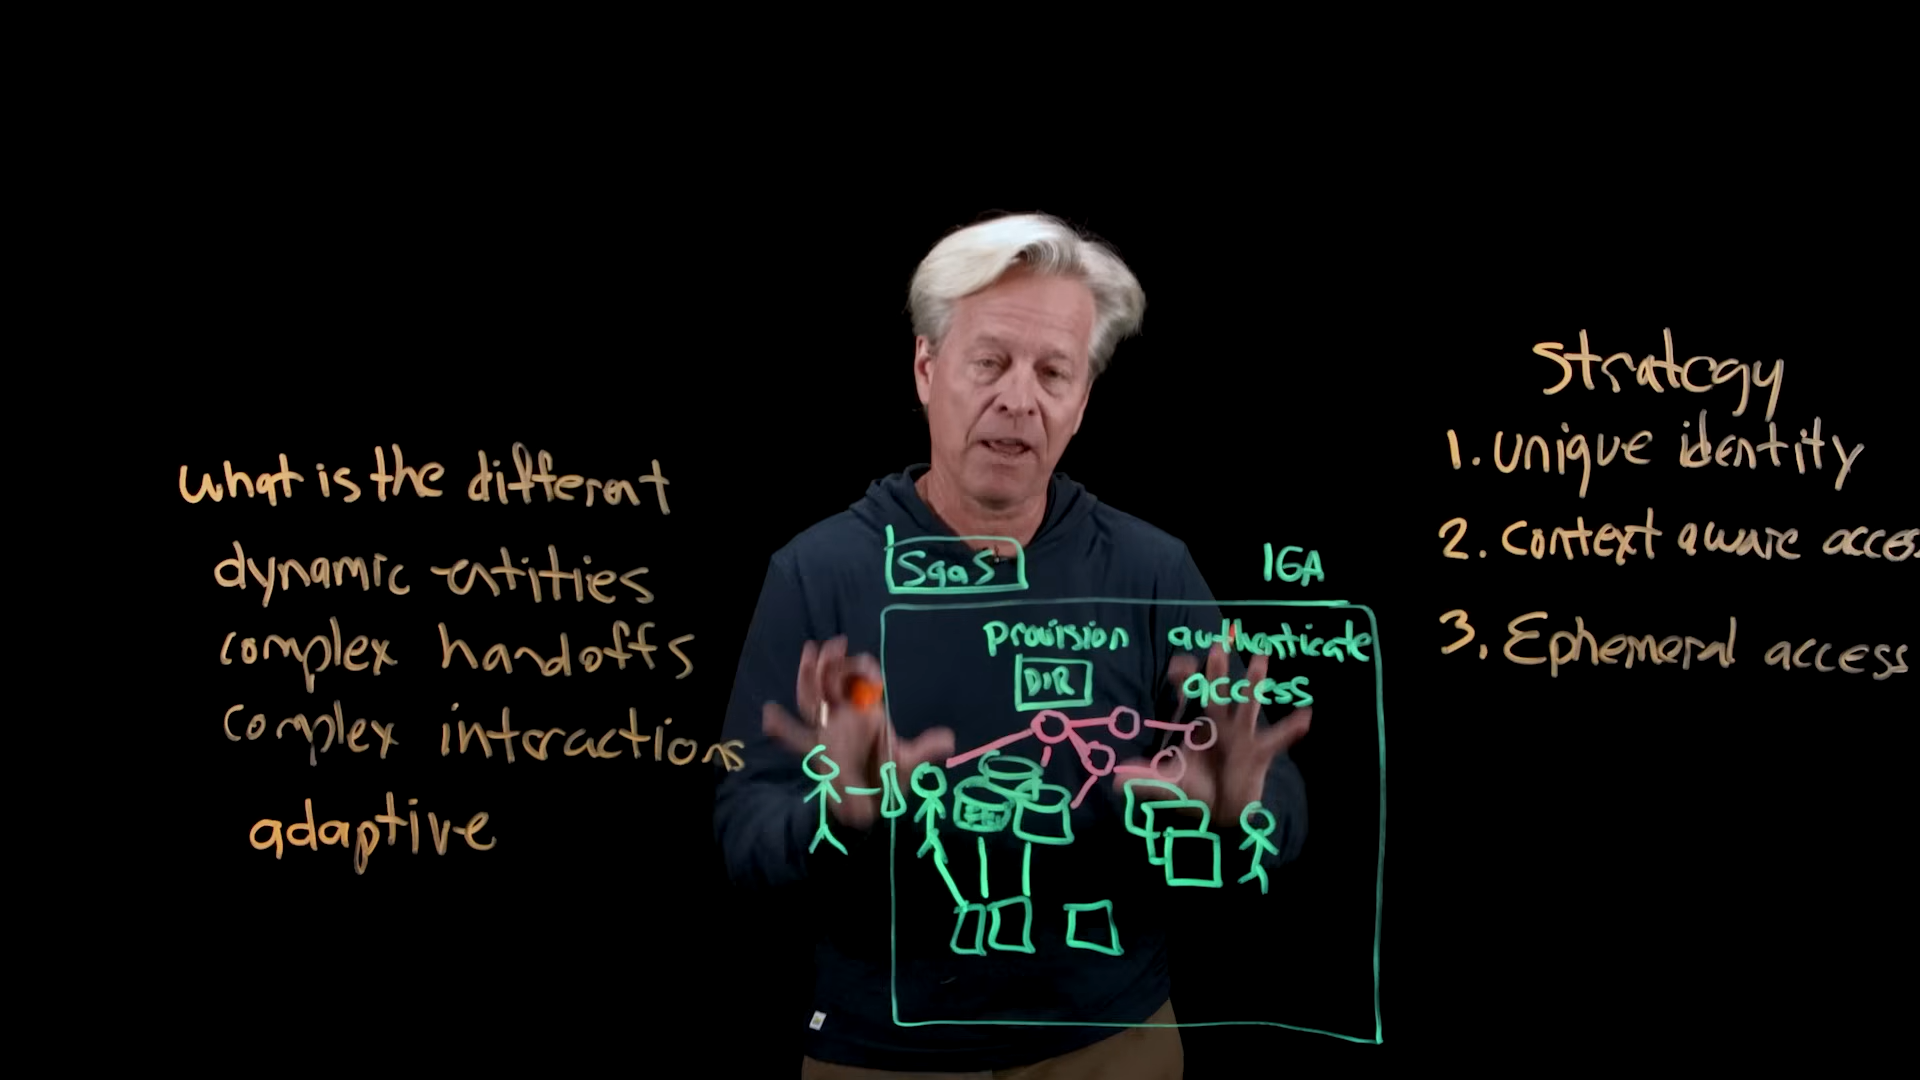 what is the different
dynamic entities
complex handoffs
complex interactions
adaptive
SaaS
IGA
provision
authenticate
access
DIR
Strategy
1. unique identity
2. Context aware acces
3. Ephemeral access